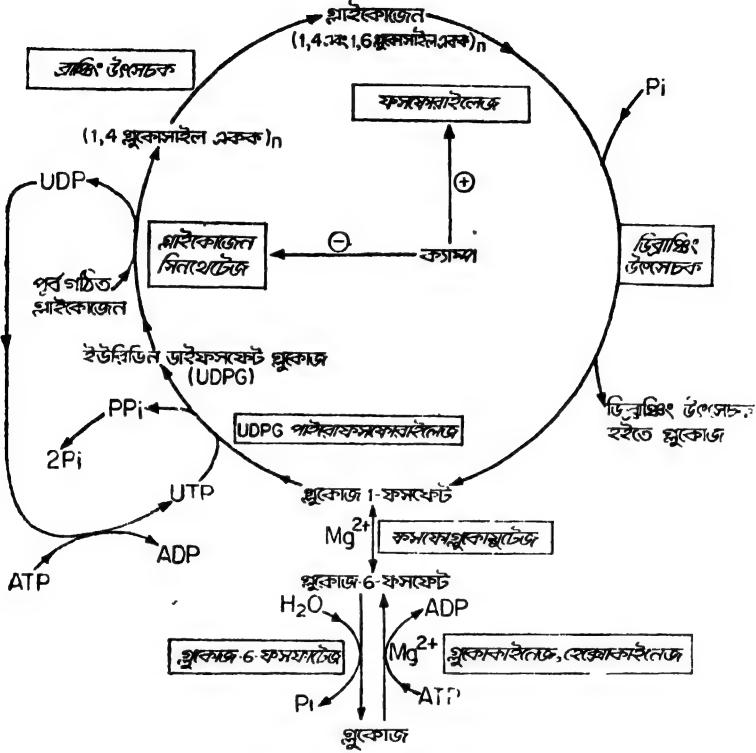 গ্লাইকোজেন
(1,4 এবং 1,6 গ্লুকোসাইল একক)n
ব্রাঞ্চিং উৎসেচক
ফসফোরাইলেজ
Pi
(1,4 গ্লুকোসাইল একক)n
UDP
+
গ্লাইকোজেন
সিনথেটেজ
−
ক্যাম্প
ডিব্রাঞ্চিং
উৎসেচক
পূর্ব গঠিত
গ্লাইকোজেন
ইউরিডিন ডাইফসফেট গ্লুকোজ
(UDPG)
PPi
2Pi
UDPG পাইরোফসফোরাইলেজ
ডিব্রাঞ্চিং উৎসেচক
হইতে গ্লুকোজ
UTP
গ্লুকোজ 1-ফসফেট
Mg2+
ফসফোগ্লুকোমুটেজ
ADP
ATP
গ্লুকোজ-6-ফসফেট
H2O
ADP
গ্লুকোজ-6-ফসফাটেজ
Mg2+
গ্লুকোকাইনেজ, হেক্সোকাইনেজ
Pi
ATP
গ্লুকোজ